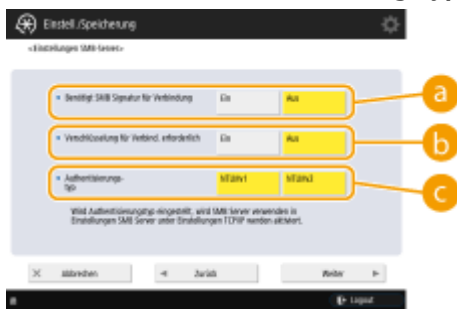 Einstell./Speicherung
<Einstellungen SMB-Server>
Benötigt SMB Signatur für Verbindung
Ein
Aus
a
Verschlüsselung für Verbind. erforderlich
Ein
Aus
b
Authentisierungs-
typ
NTLMv1
NTLMv2
c
Wird Authentisierungstyp eingestellt, wird SMB Server verwenden in
Einstellungen SMB Server unter Einstellungen TCP/IP werden aktiviert.
Abbrechen
Zurück
Weiter
Logout